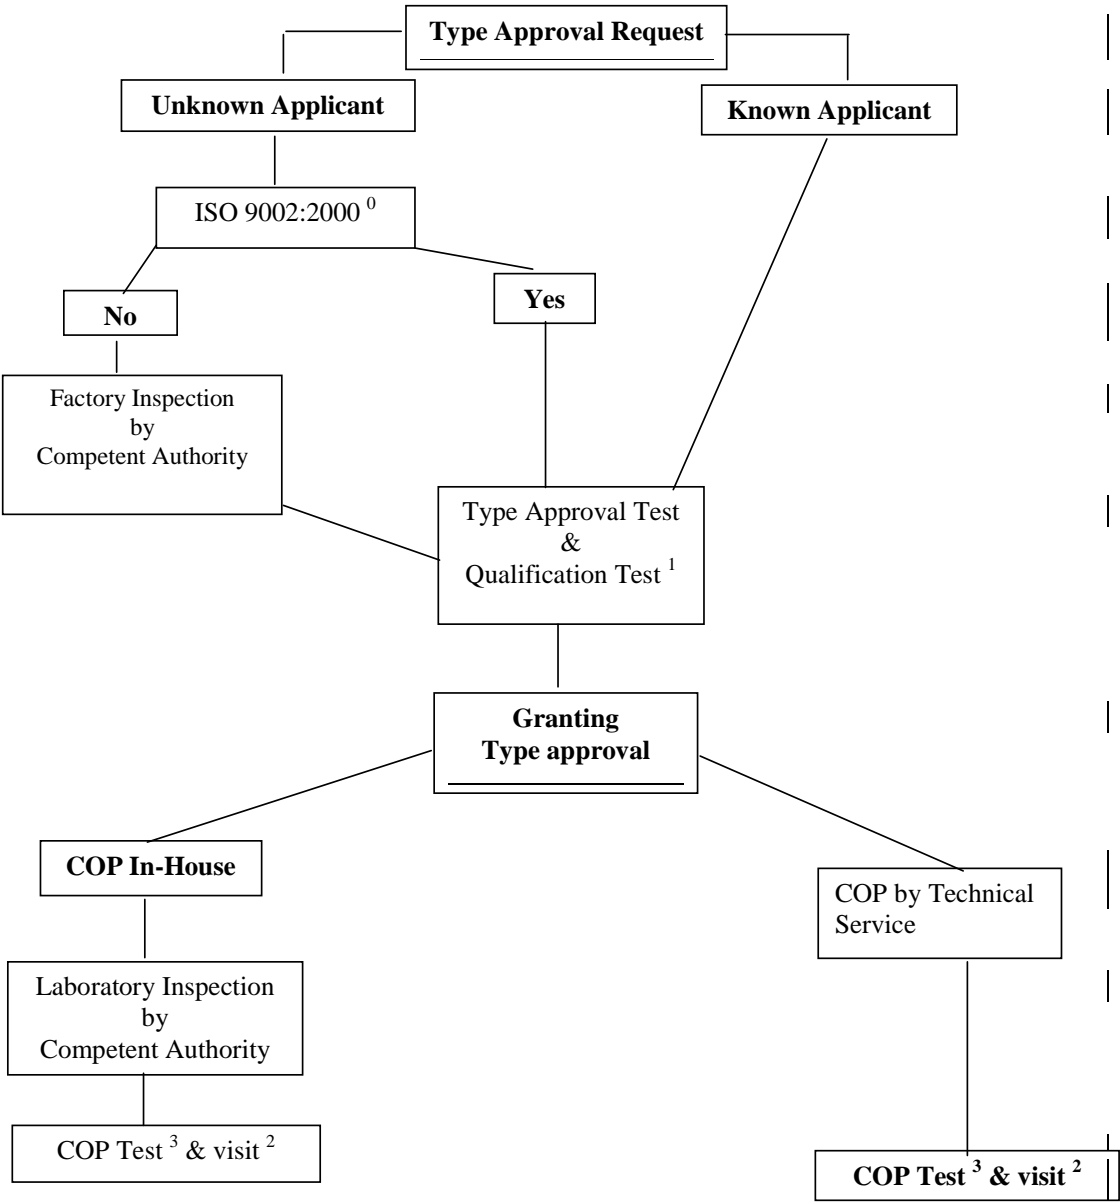 Type Approval Request
Unknown Applicant
Known Applicant
ISO 9002:2000 0
No
Yes
Factory Inspection
by
Competent Authority
Type Approval Test
&
Qualification Test 1
Granting
Type approval
COP In-House
COP by Technical
Service
Laboratory Inspection
by
Competent Authority
COP Test 3 & visit 2
COP Test 3 & visit 2